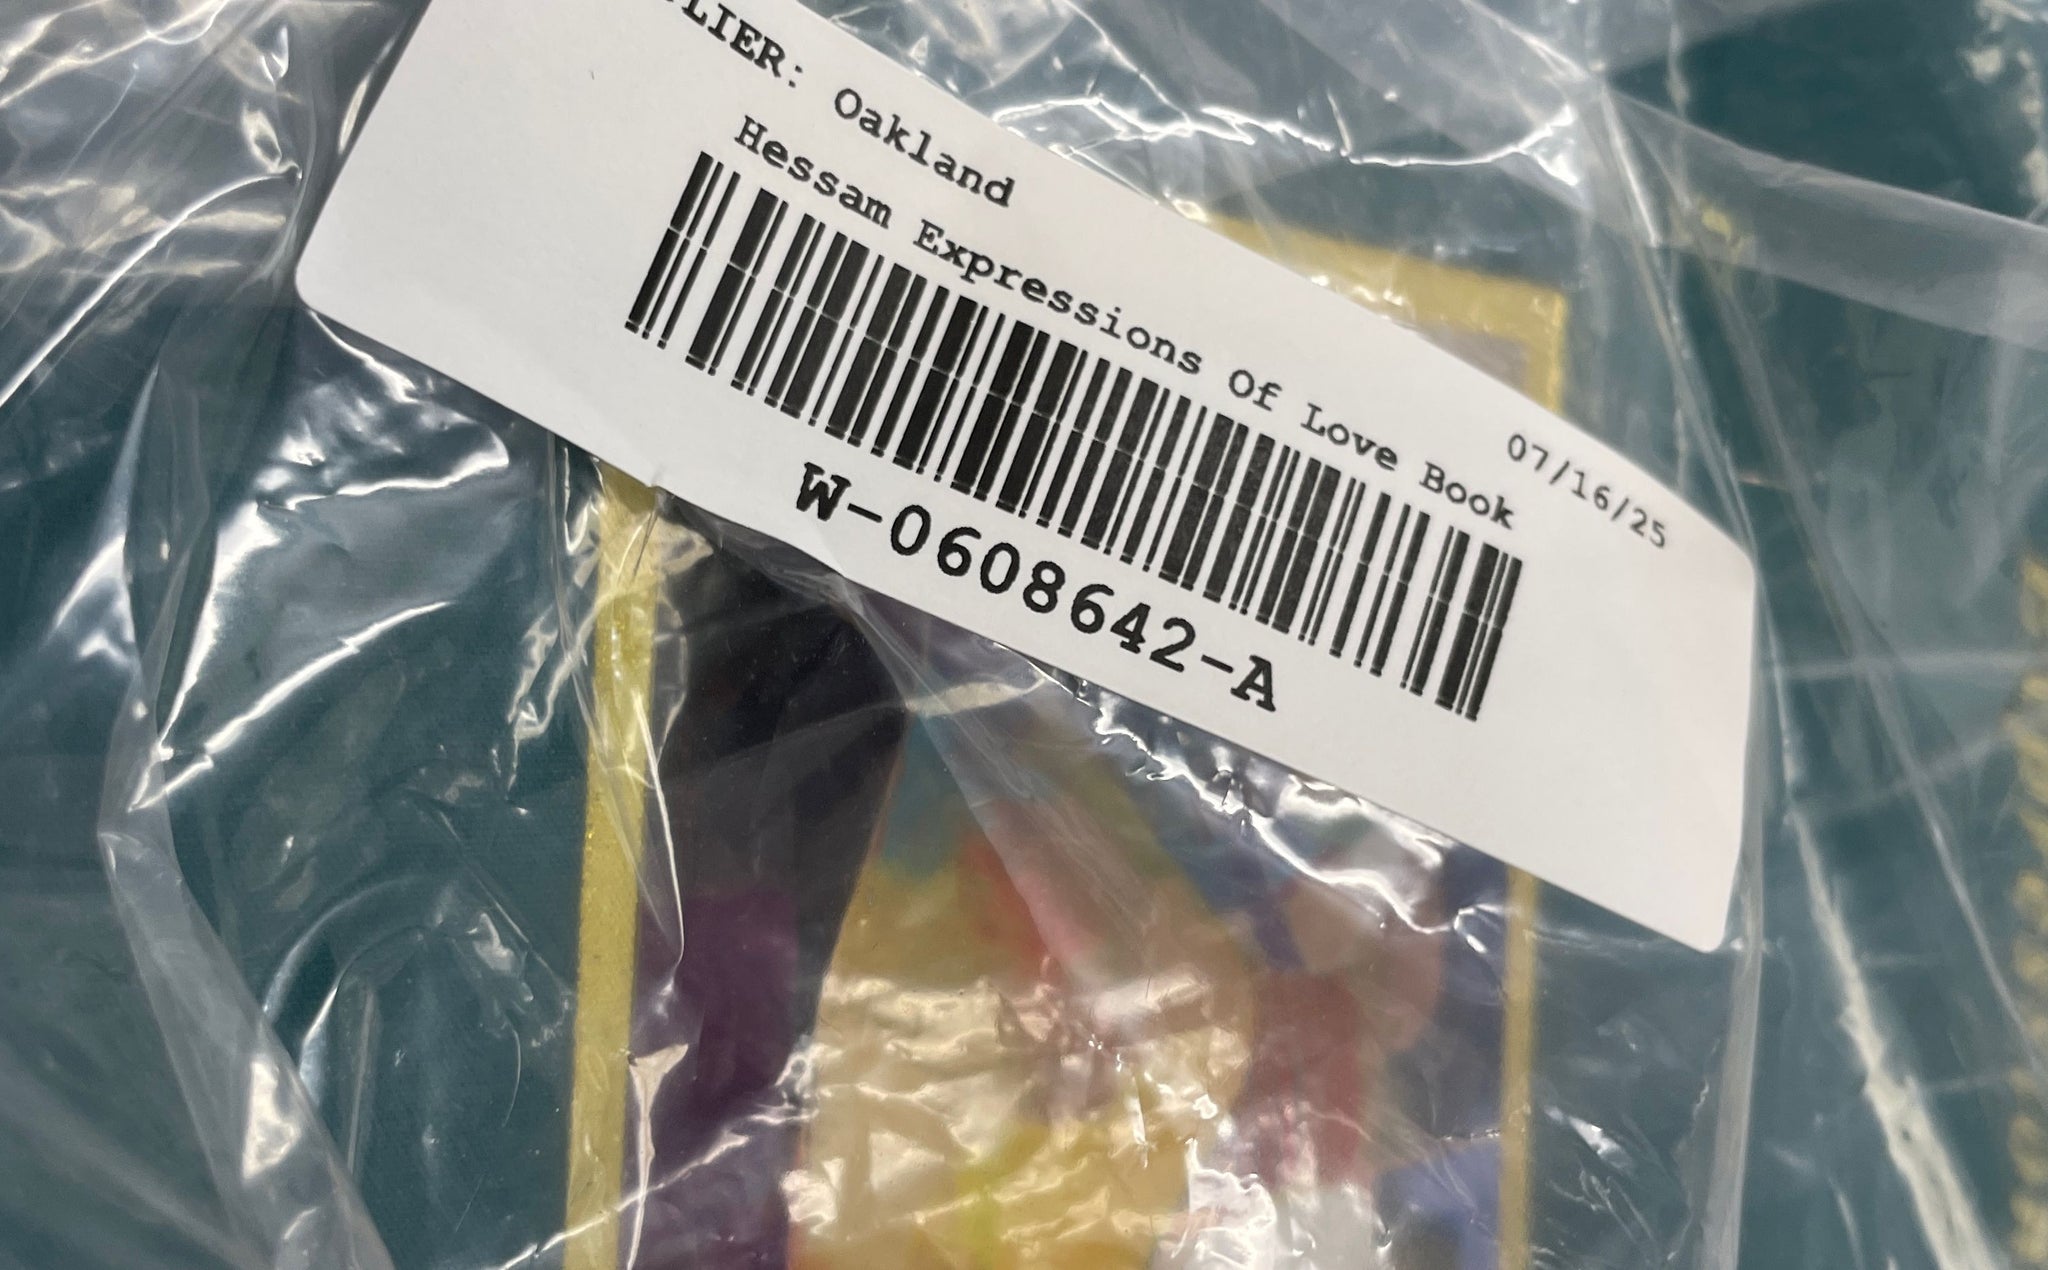 LIER: Oakland
Hessam Expressions Of Love Book
07/16/25
W-0608642-A